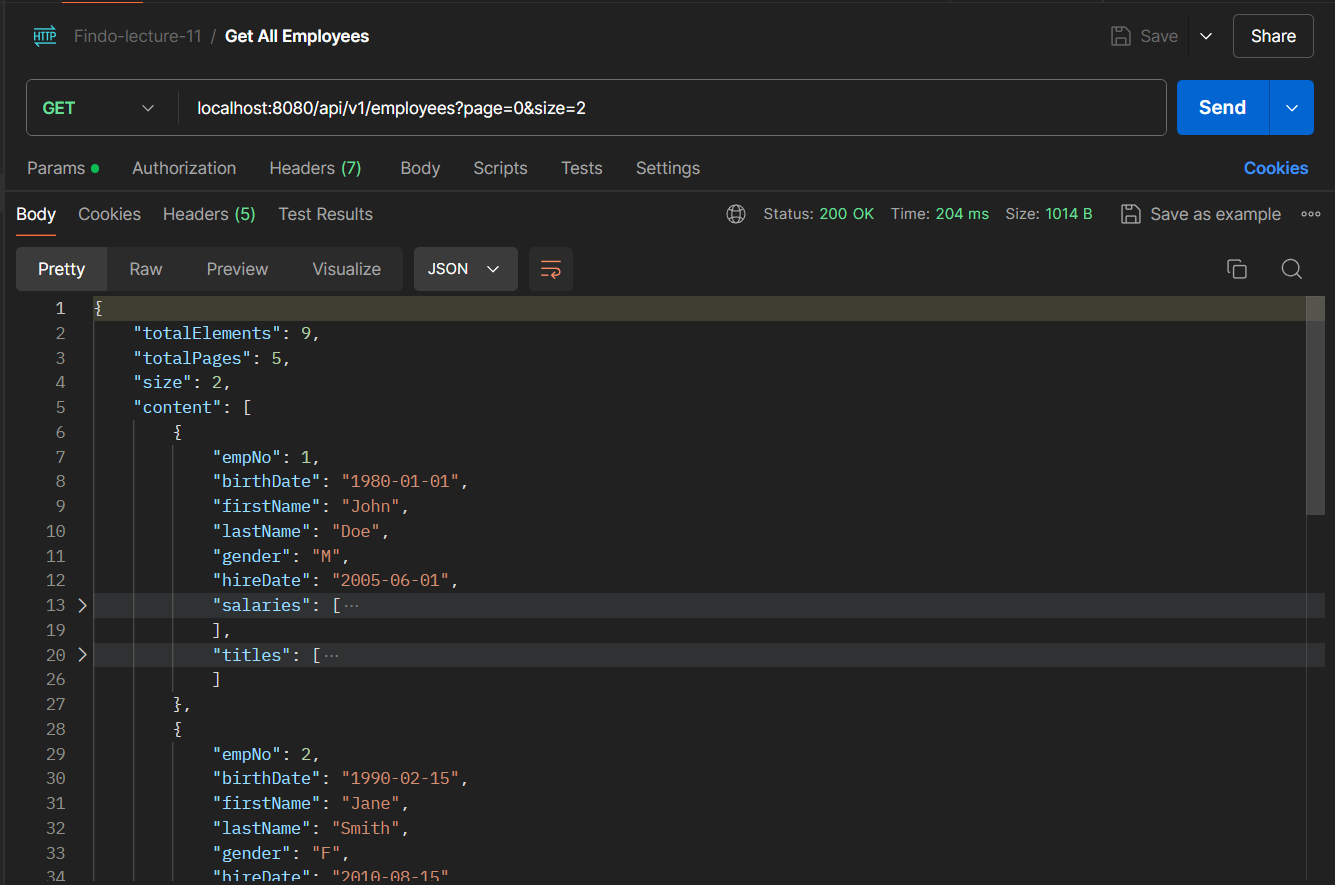 HTTP Findo-lecture-11 / Get All Employees Save Share
GET localhost:8080/api/v1/employees?page=0&size=2 Send
Params Authorization Headers (7) Body Scripts Tests Settings Cookies
Body Cookies Headers (5) Test Results Status: 200 OK Time: 204 ms Size: 1014 B Save as example
Pretty Raw Preview Visualize JSON
1 {
2 "totalElements": 9,
3 "totalPages": 5,
4 "size": 2,
5 "content": [
6 {
7 "empNo": 1,
8 "birthDate": "1980-01-01",
9 "firstName": "John",
10 "lastName": "Doe",
11 "gender": "M",
12 "hireDate": "2005-06-01",
13 "salaries": [···
19 ],
20 "titles": [···
26 ]
27 },
28 {
29 "empNo": 2,
30 "birthDate": "1990-02-15",
31 "firstName": "Jane",
32 "lastName": "Smith",
33 "gender": "F",
34 "hireDate": "2010-08-15"